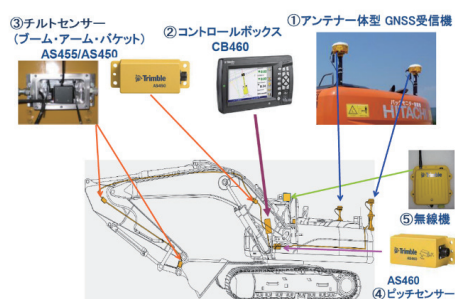 ③チルトセンサー
(ブーム・アーム・バケット)
AS455/AS450
②コントロールボックス
CB460
①アンテナー体型 GNSS受信機
Trimble
AS450
HITACHI
⑤無線機
Trimble
AS460
AS460
④ピッチセンサー